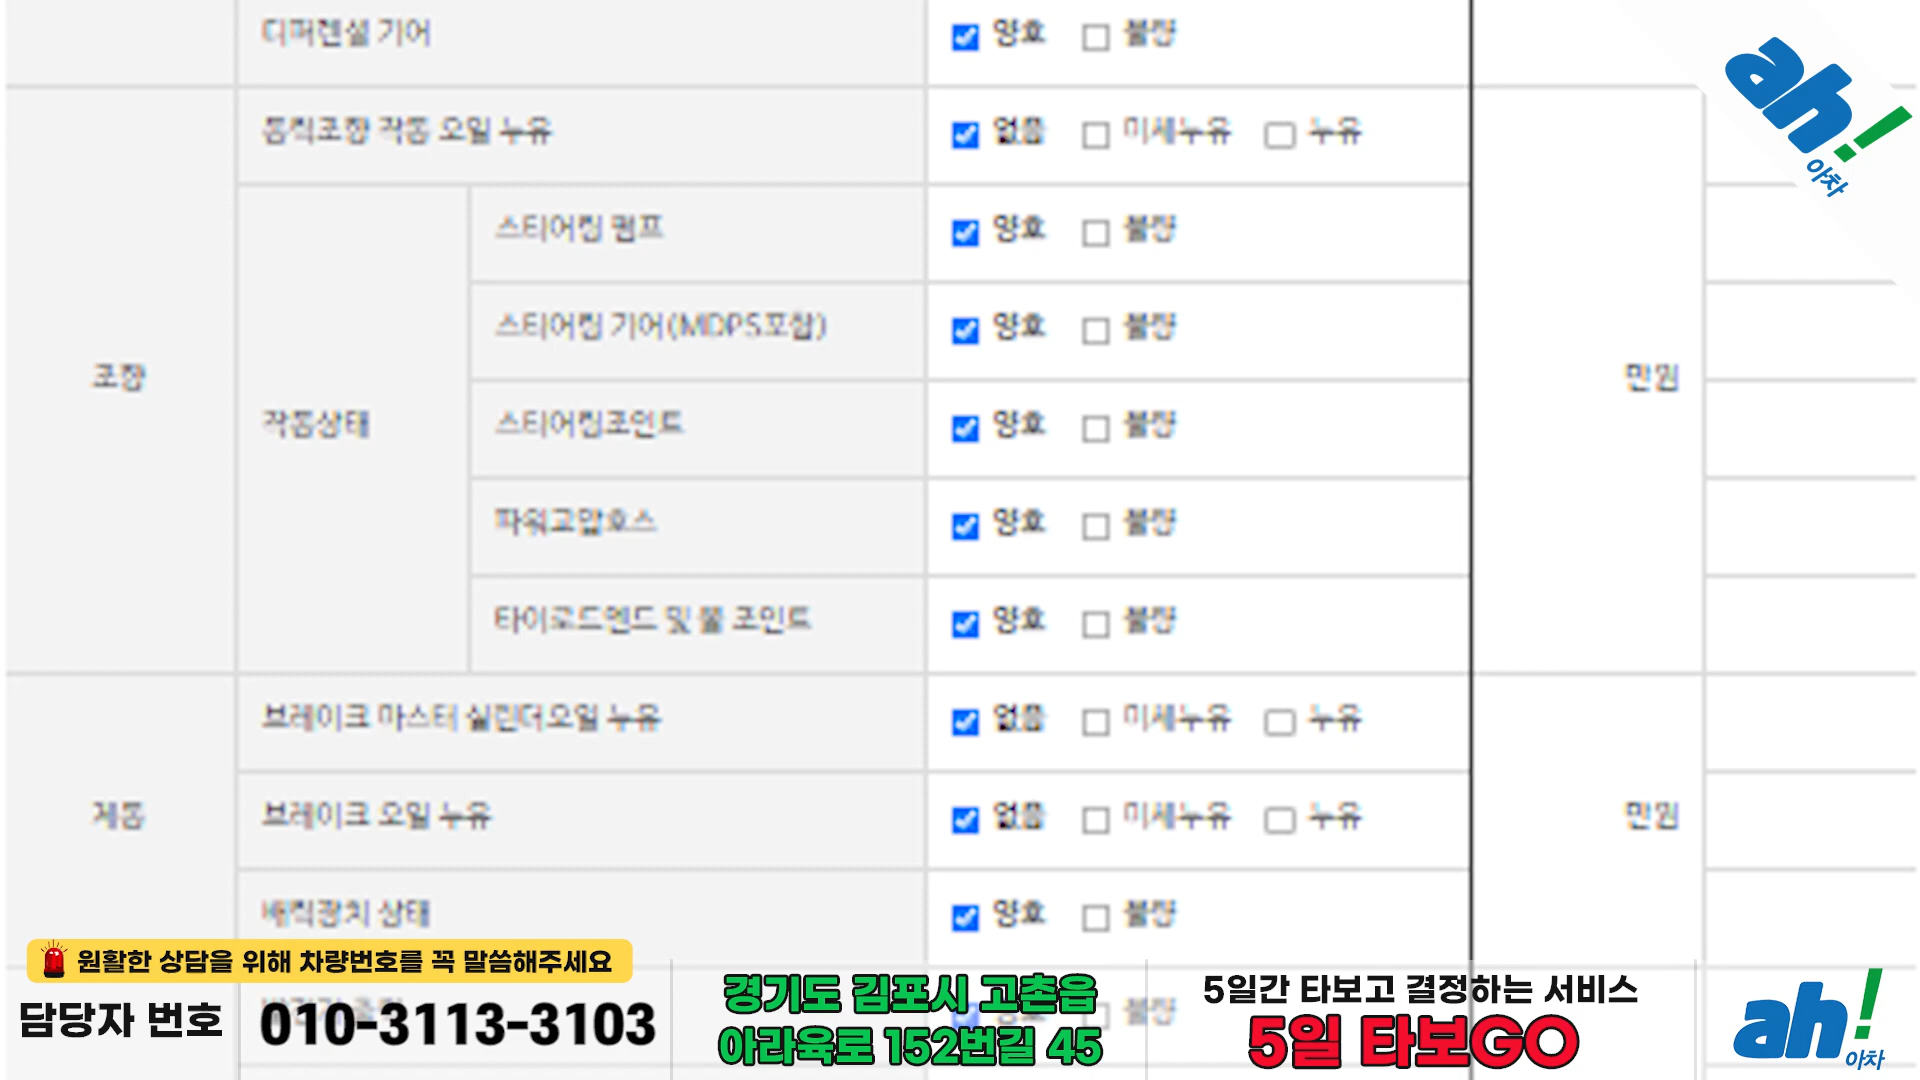 디퍼렌셜 기어 양호 불량
동력조향 작동 오일 누유 없음 미세누유 누유
스티어링 펌프 양호 불량
스티어링 기어(MDPS포함) 양호 불량
조향 만원
작동상태 스티어링조인트 양호 불량
파워고압호스 양호 불량
타이로드엔드 및 볼 조인트 양호 불량
브레이크 마스터 실린더오일 누유 없음 미세누유 누유
제동 브레이크 오일 누유 없음 미세누유 누유 만원
배력장치 상태 양호 불량
양호 불량
ah!
아차
원활한 상담을 위해 차량번호를 꼭 말씀해주세요
담당자 번호 010-3113-3103
경기도 김포시 고촌읍
아라육로 152번길 45
5일간 타보고 결정하는 서비스
5일 타보GO
ah!
아차